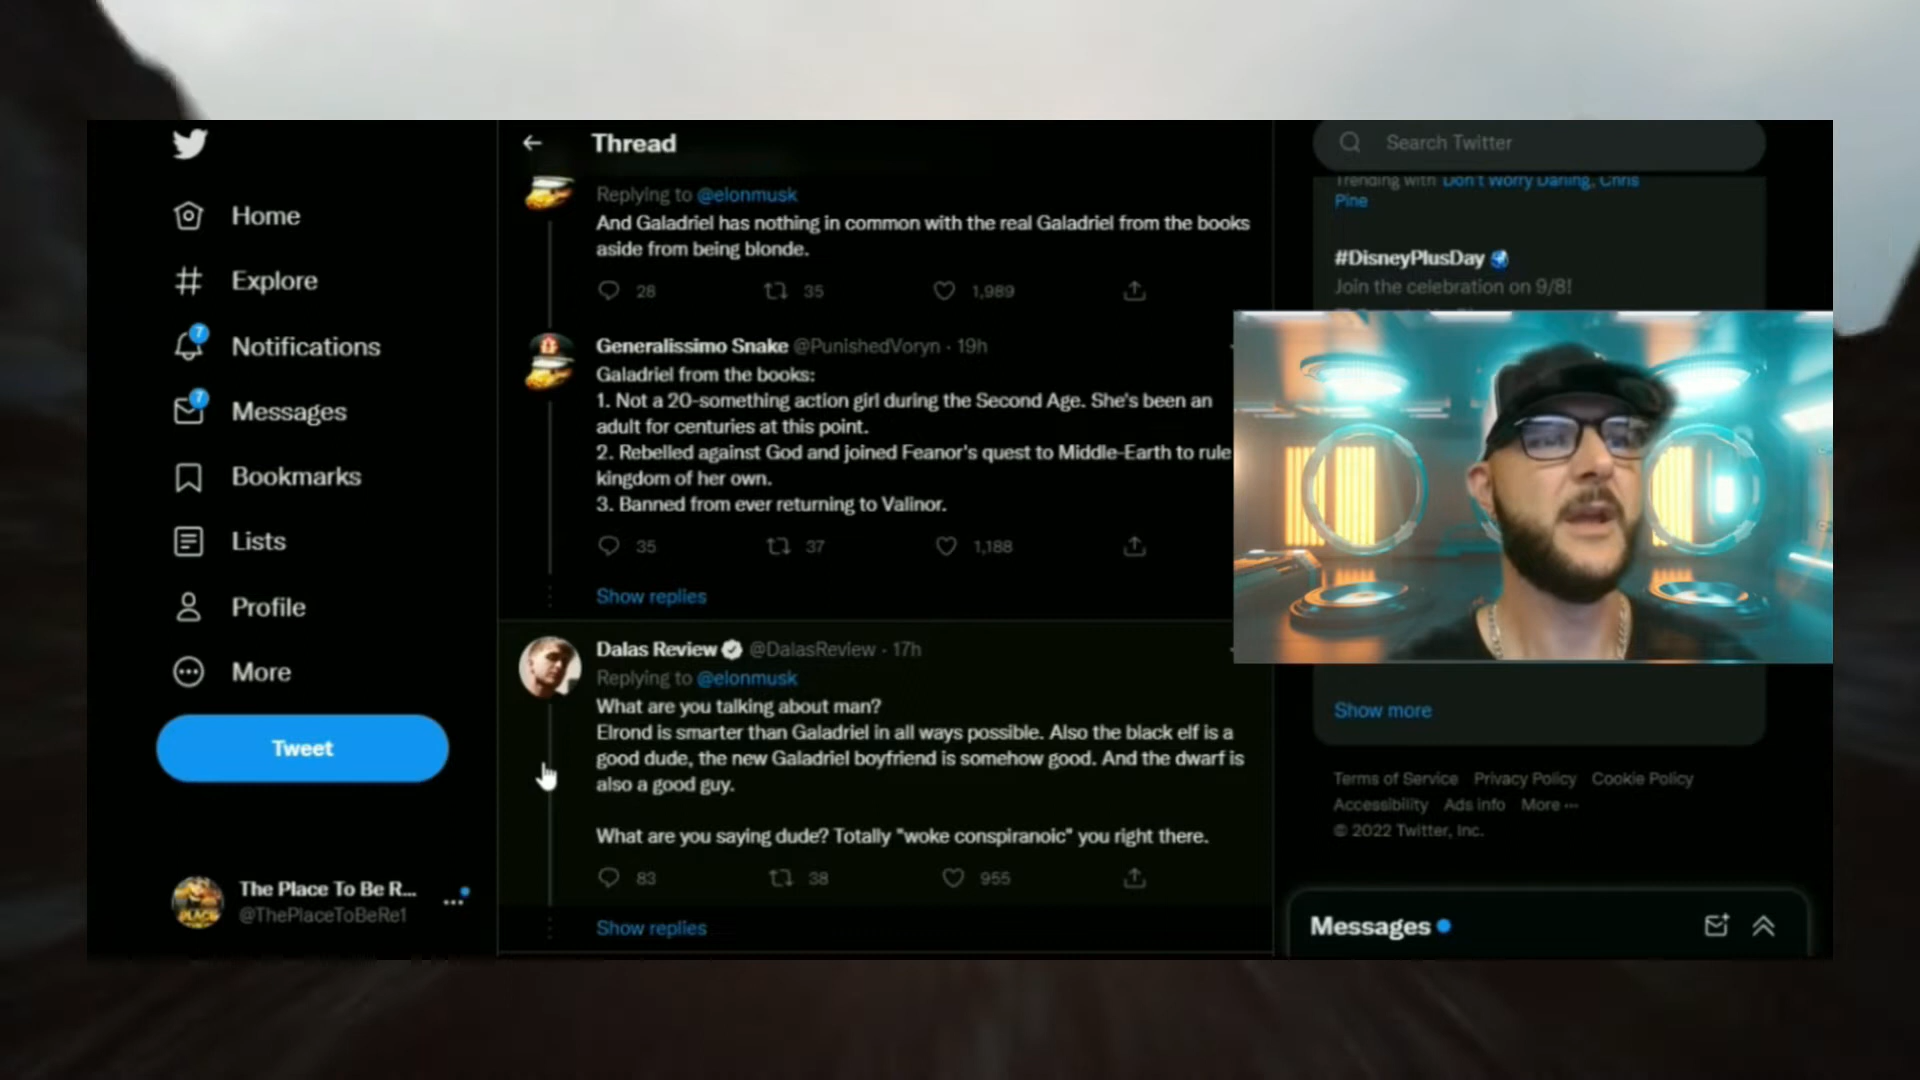 Home
Explore
7
Notifications
7
Messages
Bookmarks
Lists
Profile
More
Tweet
The Place To Be R...
@ThePlaceToBeRe1
Thread
Replying to @elonmusk
And Galadriel has nothing in common with the real Galadriel from the books
aside from being blonde.
28 35 1,989
Generalissimo Snake @PunishedVoryn · 19h
Galadriel from the books:
1. Not a 20-something action girl during the Second Age. She's been an
adult for centuries at this point.
2. Rebelled against God and joined Feanor's quest to Middle-Earth to rule
kingdom of her own.
3. Banned from ever returning to Valinor.
35 37 1,188
Show replies
Dalas Review @DalasReview · 17h
Replying to @elonmusk
What are you talking about man?
Elrond is smarter than Galadriel in all ways possible. Also the black elf is a
good dude, the new Galadriel boyfriend is somehow good. And the dwarf is
also a good guy.
What are you saying dude? Totally "woke conspiranoic" you right there.
83 38 955
Show replies
Search Twitter
Trending with Don't Worry Darling, Chris
Pine
#DisneyPlusDay
Join the celebration on 9/8!
Show more
Terms of Service Privacy Policy Cookie Policy
Accessibility Ads info More ···
© 2022 Twitter, Inc.
Messages